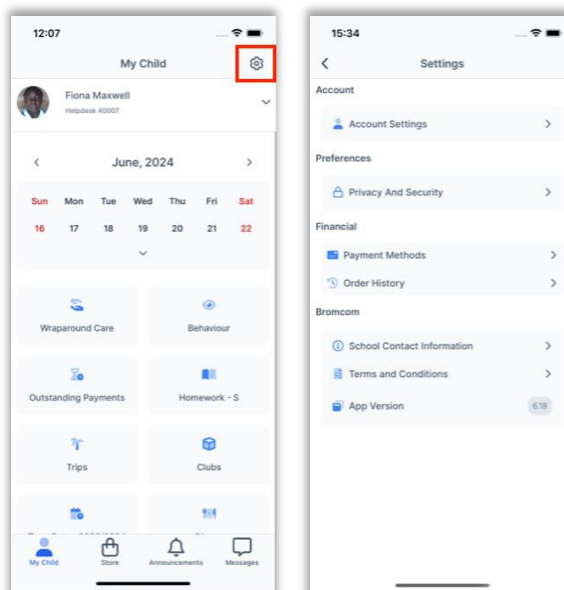 12:07
My Child
Fiona Maxwell
Helpdesk 40007
June, 2024
Sun Mon Tue Wed Thu Fri Sat
16 17 18 19 20 21 22
Wraparound Care
Behaviour
Outstanding Payments
Homework - S
Trips
Clubs
My Child
Store
Announcements
Messages
15:34
Settings
Account
Account Settings
Preferences
Privacy And Security
Financial
Payment Methods
Order History
Bromcom
School Contact Information
Terms and Conditions
App Version
6.18